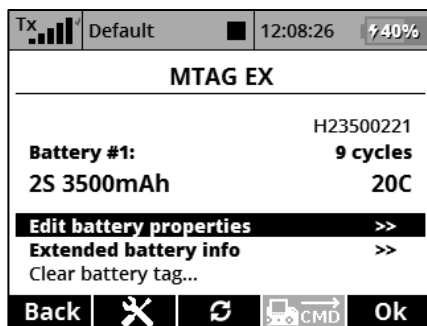 Tx Default 12:08:26 40%
MTAG EX
H23500221
Battery #1: 9 cycles
2S 3500mAh 20C
Edit battery properties >>
Extended battery info >>
Clear battery tag...
Back CMD Ok